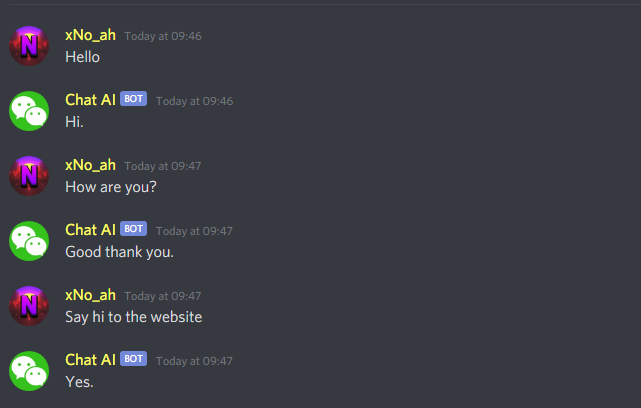 xNo_ah Today at 09:46
Hello
Chat AI BOT Today at 09:46
Hi.
N
xNo_ah Today at 09:47
How are you?
Chat AI BOT Today at 09:47
Good thank you.
N
xNo_ah Today at 09:47
Say hi to the website
Chat AI BOT Today at 09:47
Yes.